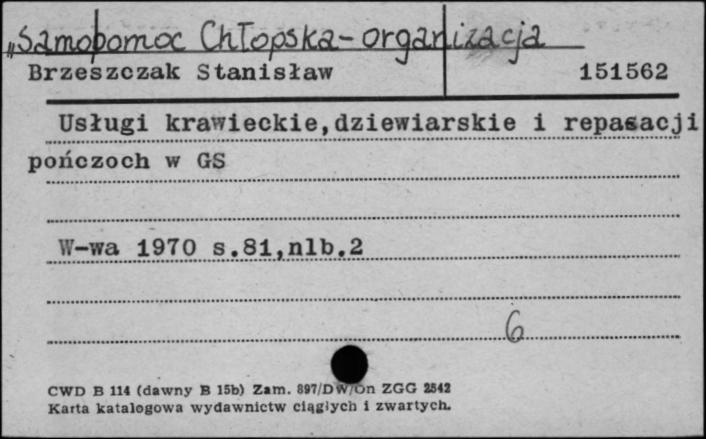 „Samopomoc Chłopska - organizacja
Brzeszczak Stanisław 151562
Usługi krawieckie,dziewiarskie i repasacji
pończoch w GS
W-wa 1970 s.81,nlb.2
6
CWD B 114 (dawny B 15b) Zam. 897/DW/On ZGG 2542
Karta katalogowa wydawnictw ciągłych i zwartych.